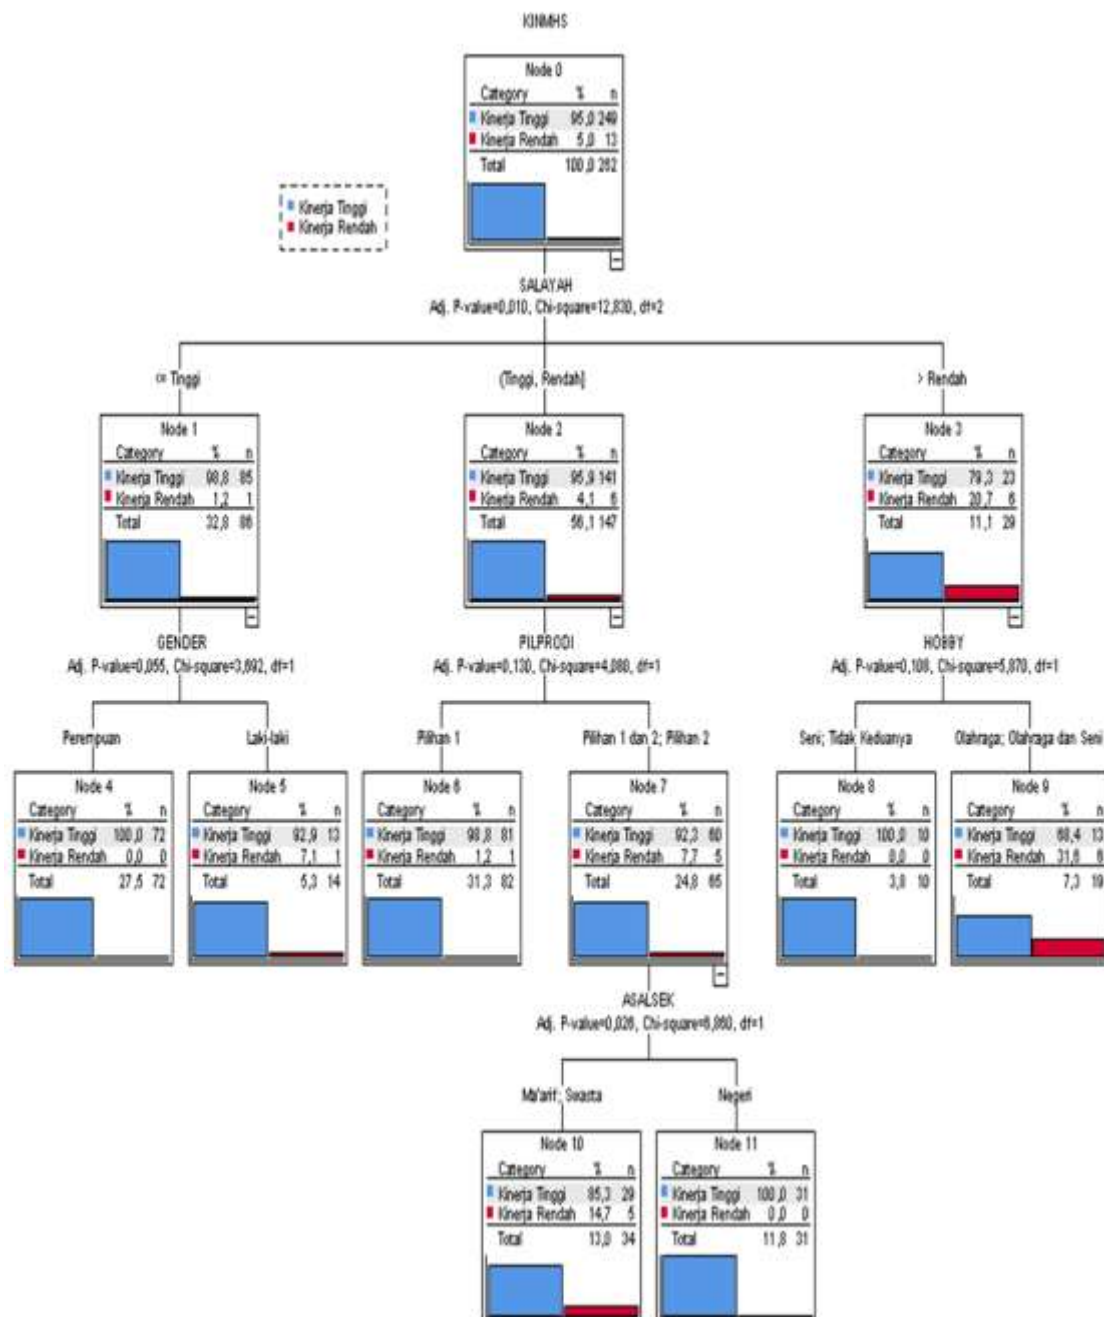 KINMHS
Node 0
Category % n
Kinerja Tinggi 95,0 249
Kinerja Rendah 5,0 13
Total 100,0 262
Kinerja Tinggi
Kinerja Rendah
SALAYAH
Adj. P-value=0,010, Chi-square=12,830, df=2
<= Tinggi
(Tinggi, Rendah]
> Rendah
Node 1
Category % n
Kinerja Tinggi 98,8 85
Kinerja Rendah 1,2 1
Total 32,8 86
Node 2
Category % n
Kinerja Tinggi 95,9 141
Kinerja Rendah 4,1 6
Total 56,1 147
Node 3
Category % n
Kinerja Tinggi 79,3 23
Kinerja Rendah 20,7 6
Total 11,1 29
GENDER
Adj. P-value=0,055, Chi-square=3,692, df=1
PILPRODI
Adj. P-value=0,130, Chi-square=4,080, df=1
HOBBY
Adj. P-value=0,108, Chi-square=5,870, df=1
Perempuan
Laki-laki
Pilihan 1
Pilihan 1 dan 2; Pilihan 2
Seni; Tidak Keduanya
Olahraga; Olahraga dan Seni
Node 4
Category % n
Kinerja Tinggi 100,0 72
Kinerja Rendah 0,0 0
Total 27,5 72
Node 5
Category % n
Kinerja Tinggi 92,9 13
Kinerja Rendah 7,1 1
Total 5,3 14
Node 6
Category % n
Kinerja Tinggi 98,8 81
Kinerja Rendah 1,2 1
Total 31,3 82
Node 7
Category % n
Kinerja Tinggi 92,3 60
Kinerja Rendah 7,7 5
Total 24,8 65
Node 8
Category % n
Kinerja Tinggi 100,0 10
Kinerja Rendah 0,0 0
Total 3,8 10
Node 9
Category % n
Kinerja Tinggi 68,4 13
Kinerja Rendah 31,6 6
Total 7,3 19
ASALSEK
Adj. P-value=0,026, Chi-square=6,860, df=1
Ma'arif; Swasta
Negeri
Node 10
Category % n
Kinerja Tinggi 85,3 29
Kinerja Rendah 14,7 5
Total 13,0 34
Node 11
Category % n
Kinerja Tinggi 100,0 31
Kinerja Rendah 0,0 0
Total 11,8 31